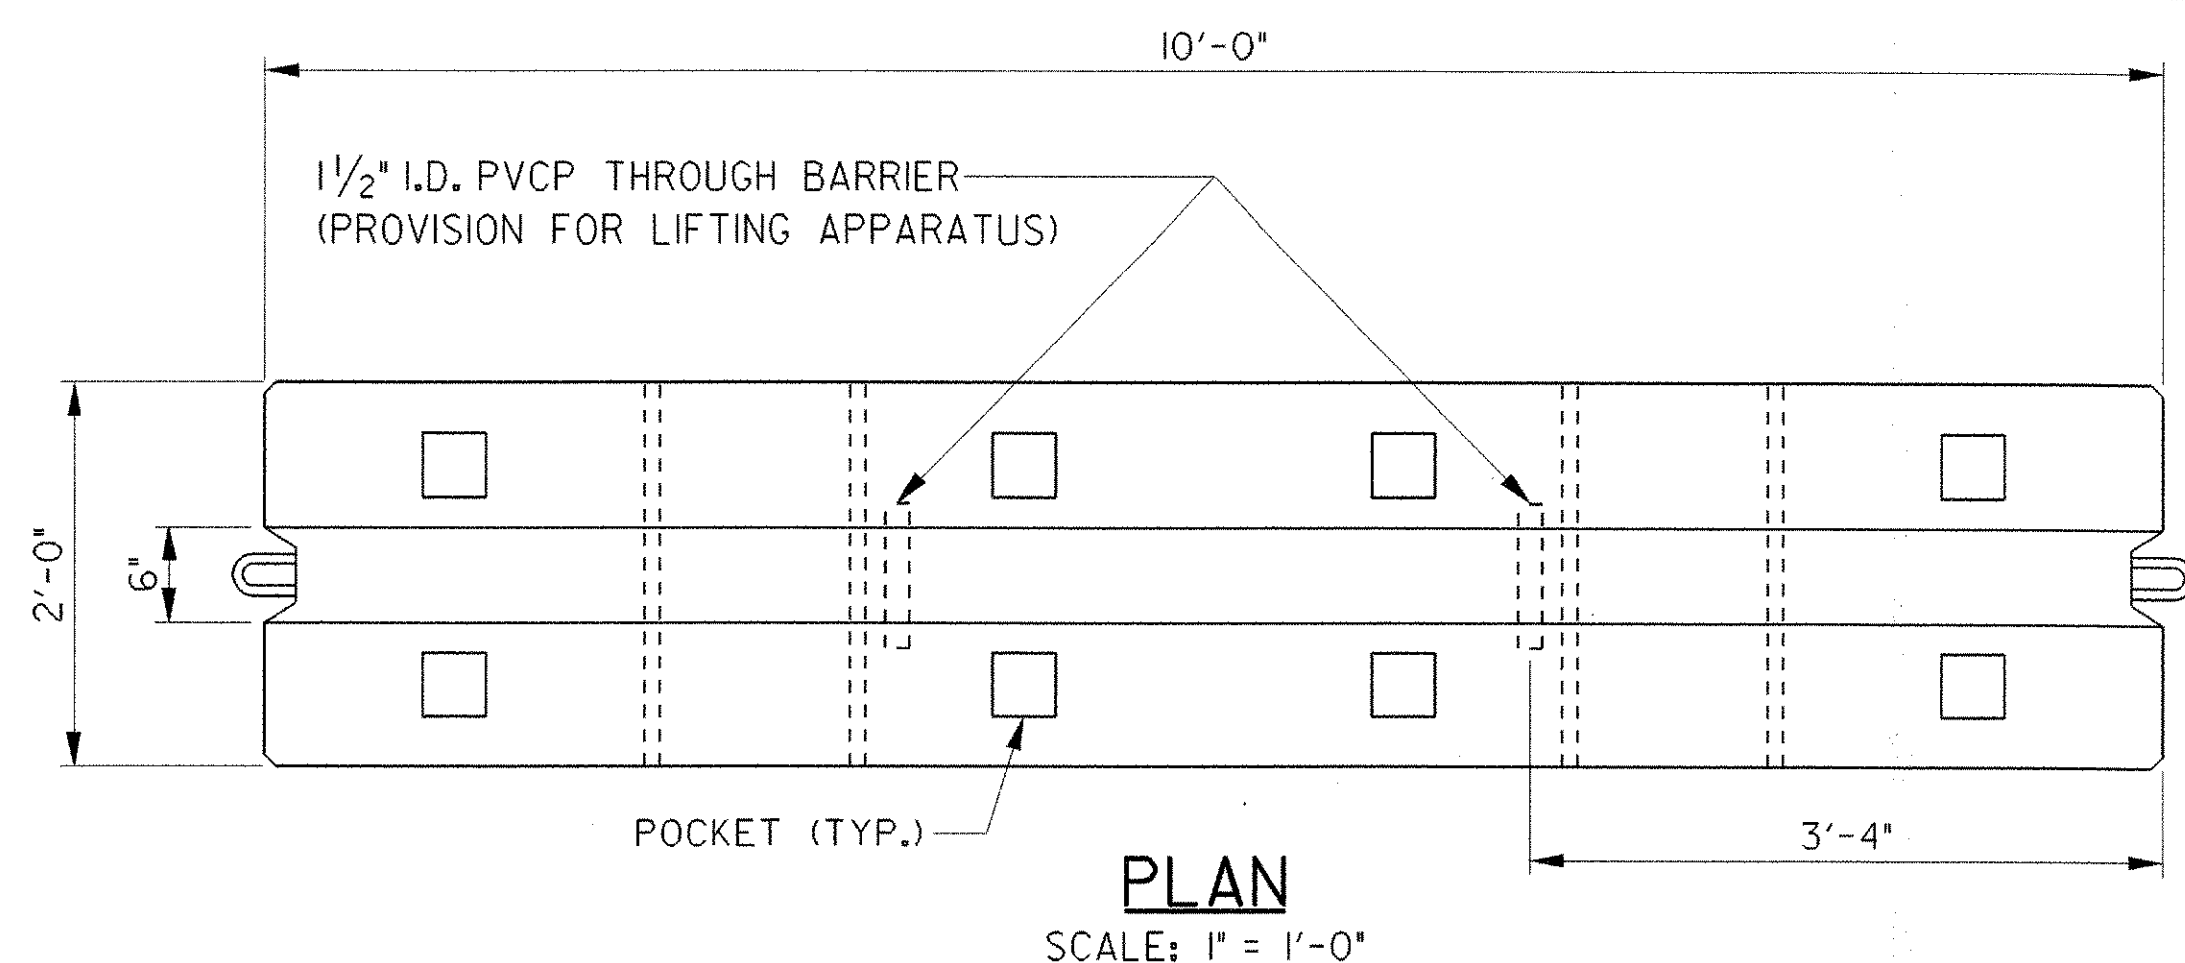 10'-0"
1 1/2" I.D. PVCP THROUGH BARRIER
(PROVISION FOR LIFTING APPARATUS)
2'-0"
6"
POCKET (TYP.)
3'-4"
PLAN
SCALE: 1" = 1'-0"